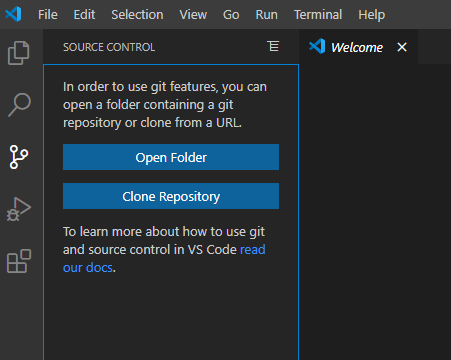 File Edit Selection View Go Run Terminal Help
SOURCE CONTROL
Welcome
In order to use git features, you can
open a folder containing a git
repository or clone from a URL.
Open Folder
Clone Repository
To learn more about how to use git
and source control in VS Code read
our docs.